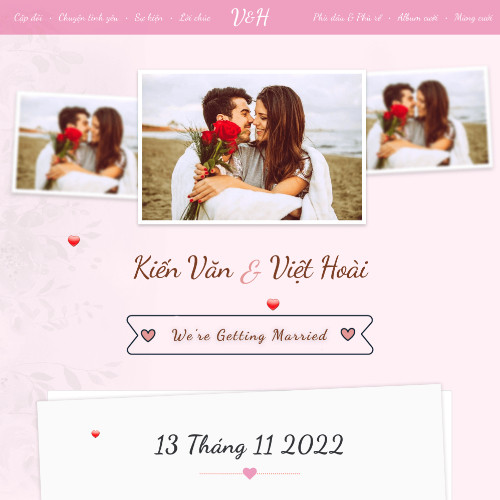 Cặp đôi • Chuyện tình yêu • Sự kiện • Lời chúc V&H Phù dâu & Phù rể • Album cưới • Mừng cưới
Kiến Văn & Việt Hoài
We're Getting Married
13 Tháng 11 2022